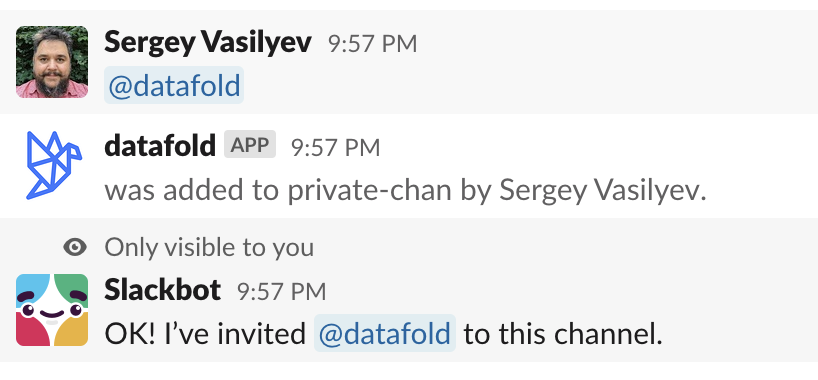 Sergey Vasilyev 9:57 PM
@datafold
datafold APP 9:57 PM
was added to private-chan by Sergey Vasilyev.
Only visible to you
Slackbot 9:57 PM
OK! I’ve invited @datafold to this channel.